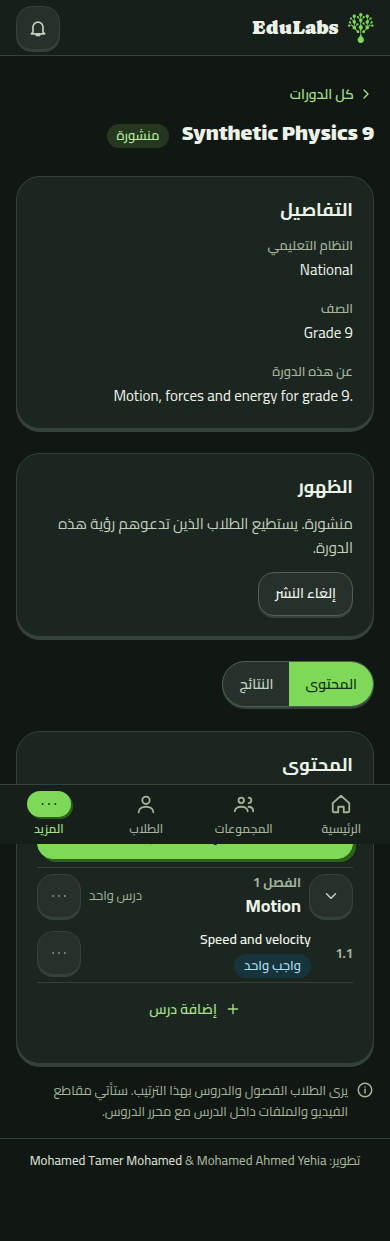 EduLabs
كل الدورات
Synthetic Physics 9 منشورة
التفاصيل
النظام التعليمي
National
الصف
Grade 9
عن هذه الدورة
Motion, forces and energy for grade 9.
الظهور
منشورة. يستطيع الطلاب الذين تدعوهم رؤية هذه
الدورة.
إلغاء النشر
المحتوى النتائج
المحتوى
الرئيسية المجموعات الطلاب المزيد
الفصل 1
Motion
درس واحد
1.1 Speed and velocity
واجب واحد
+ إضافة درس
يرى الطلاب الفصول والدروس بهذا الترتيب. ستأتي مقاطع
الفيديو والملفات داخل الدرس مع محرر الدروس.
تطوير: Mohamed Tamer Mohamed & Mohamed Ahmed Yehia